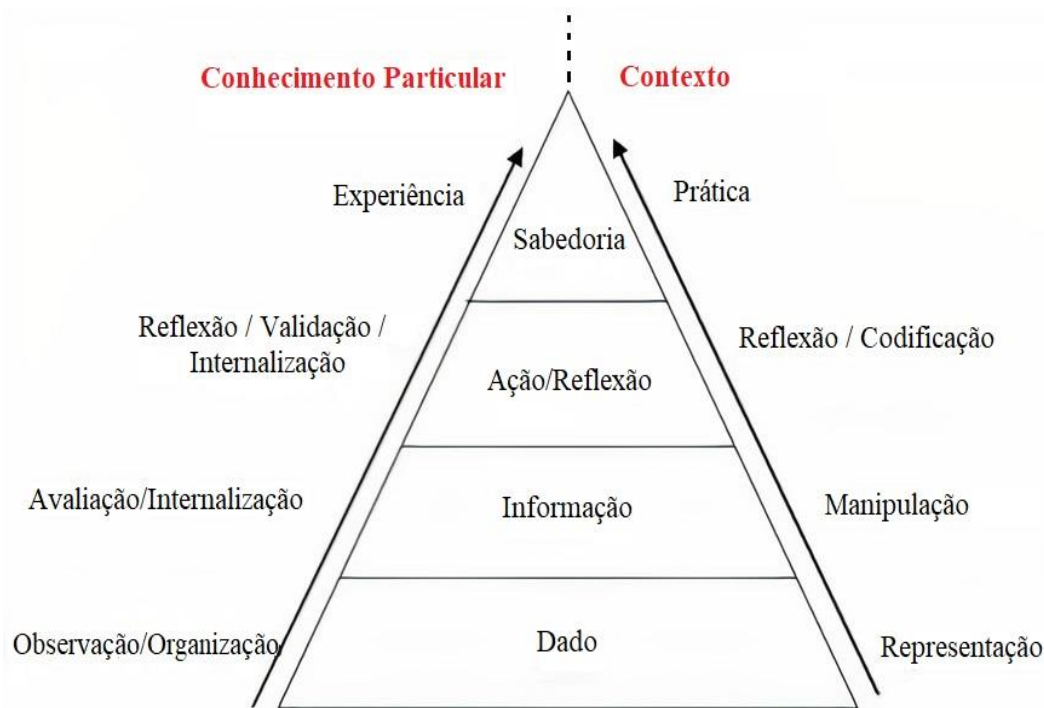 Conhecimento Particular
Contexto
Experiência
Prática
Sabedoria
Reflexão / Validação /
Internalização
Reflexão / Codificação
Ação/Reflexão
Avaliação/Internalização
Informação
Manipulação
Observação/Organização
Dado
Representação